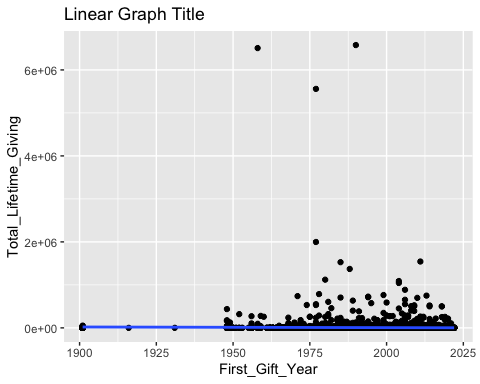 Linear Graph Title
Total_Lifetime_Giving
6e+06
4e+06
2e+06
0e+00
1900 1925 1950 1975 2000 2025
First_Gift_Year